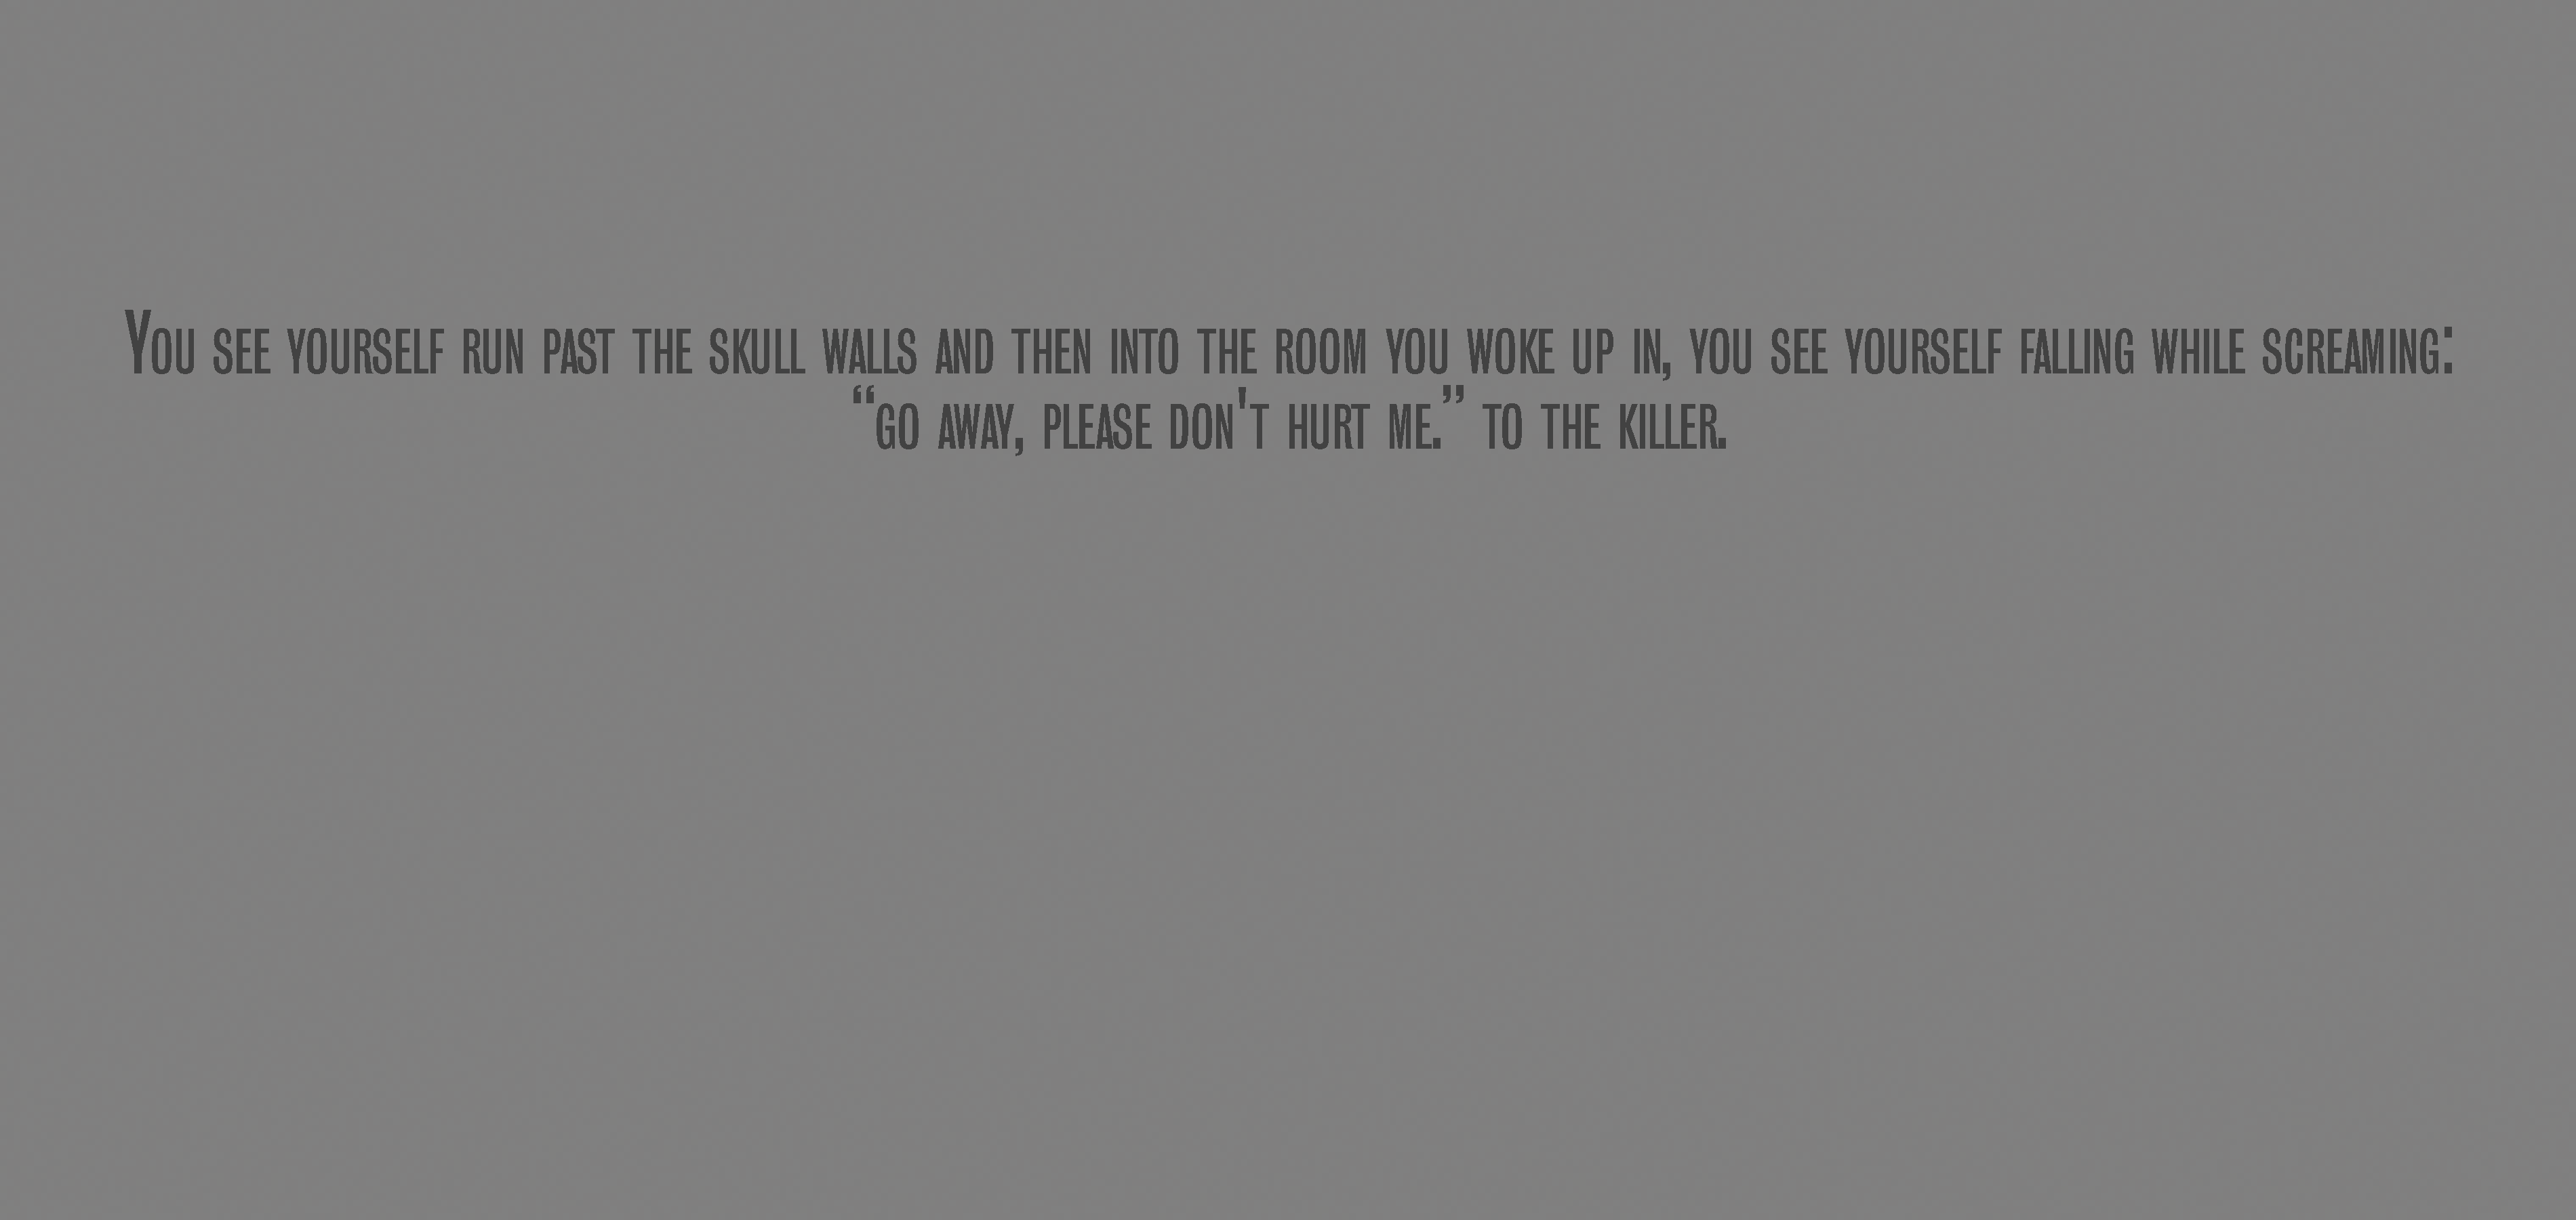 You see yourself run past the skull walls and then into the room you woke up in, you see yourself falling while screaming:
“go away, please don't hurt me.” to the killer.